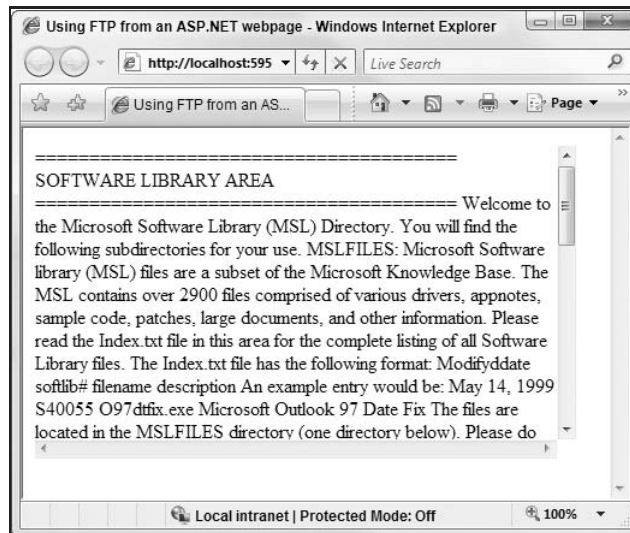 Using FTP from an ASP.NET webpage - Windows Internet Explorer
http://localhost:595
Live Search
Using FTP from an AS...
Page
========================================
SOFTWARE LIBRARY AREA
======================================== Welcome to
the Microsoft Software Library (MSL) Directory. You will find the
following subdirectories for your use. MSLFILES: Microsoft Software
library (MSL) files are a subset of the Microsoft Knowledge Base. The
MSL contains over 2900 files comprised of various drivers, appnotes,
sample code, patches, large documents, and other information. Please
read the Index.txt file in this area for the complete listing of all Software
Library files. The Index.txt file has the following format: Modifyddate
softlib# filename description An example entry would be: May 14, 1999
S40055 O97dtfix.exe Microsoft Outlook 97 Date Fix The files are
located in the MSLFILES directory (one directory below). Please do
Local intranet | Protected Mode: Off
100%